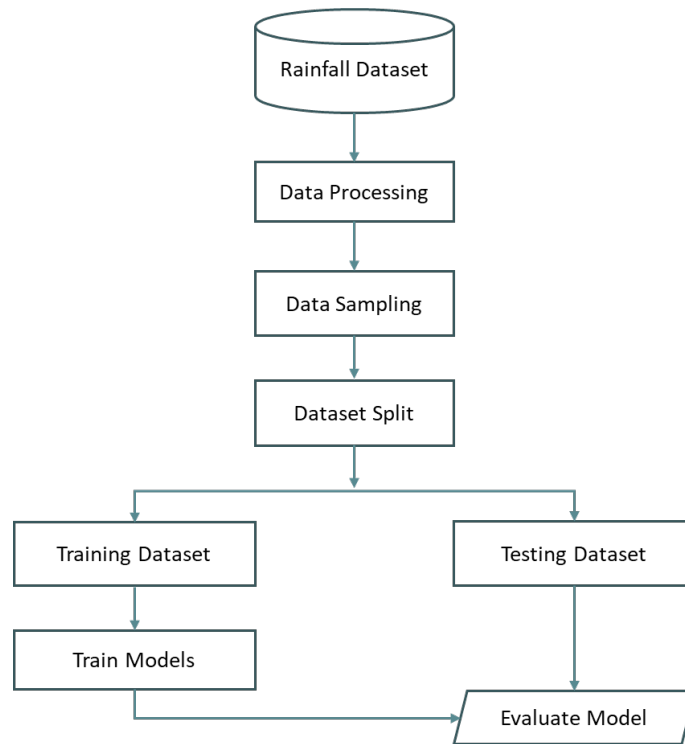 Rainfall Dataset
Data Processing
Data Sampling
Dataset Split
Training Dataset
Testing Dataset
Train Models
Evaluate Model